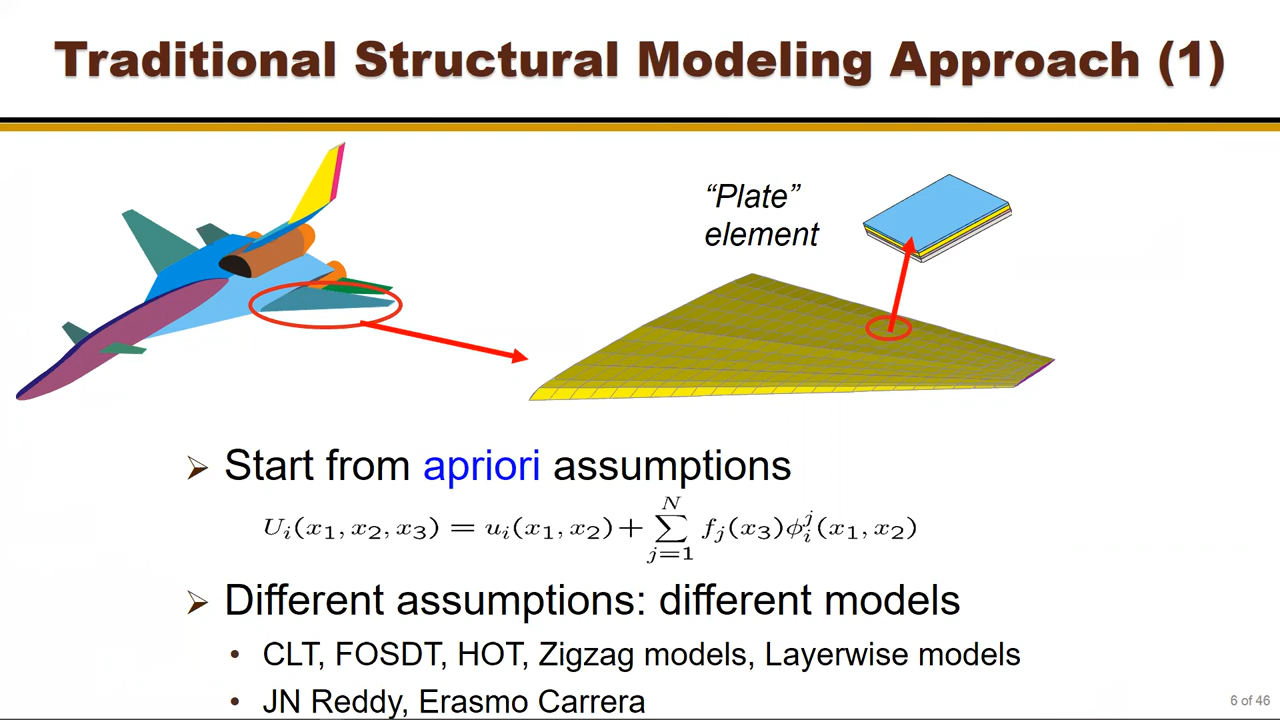 Traditional Structural Modeling Approach (1)
“Plate”
element
➢ Start from apriori assumptions
U_i(x_1, x_2, x_3) = u_i(x_1, x_2) + \sum_{j=1}^{N} f_j(x_3) ϕ_i^j(x_1, x_2)
➢ Different assumptions: different models
• CLT, FOSDT, HOT, Zigzag models, Layerwise models
• JN Reddy, Erasmo Carrera
6 of 46